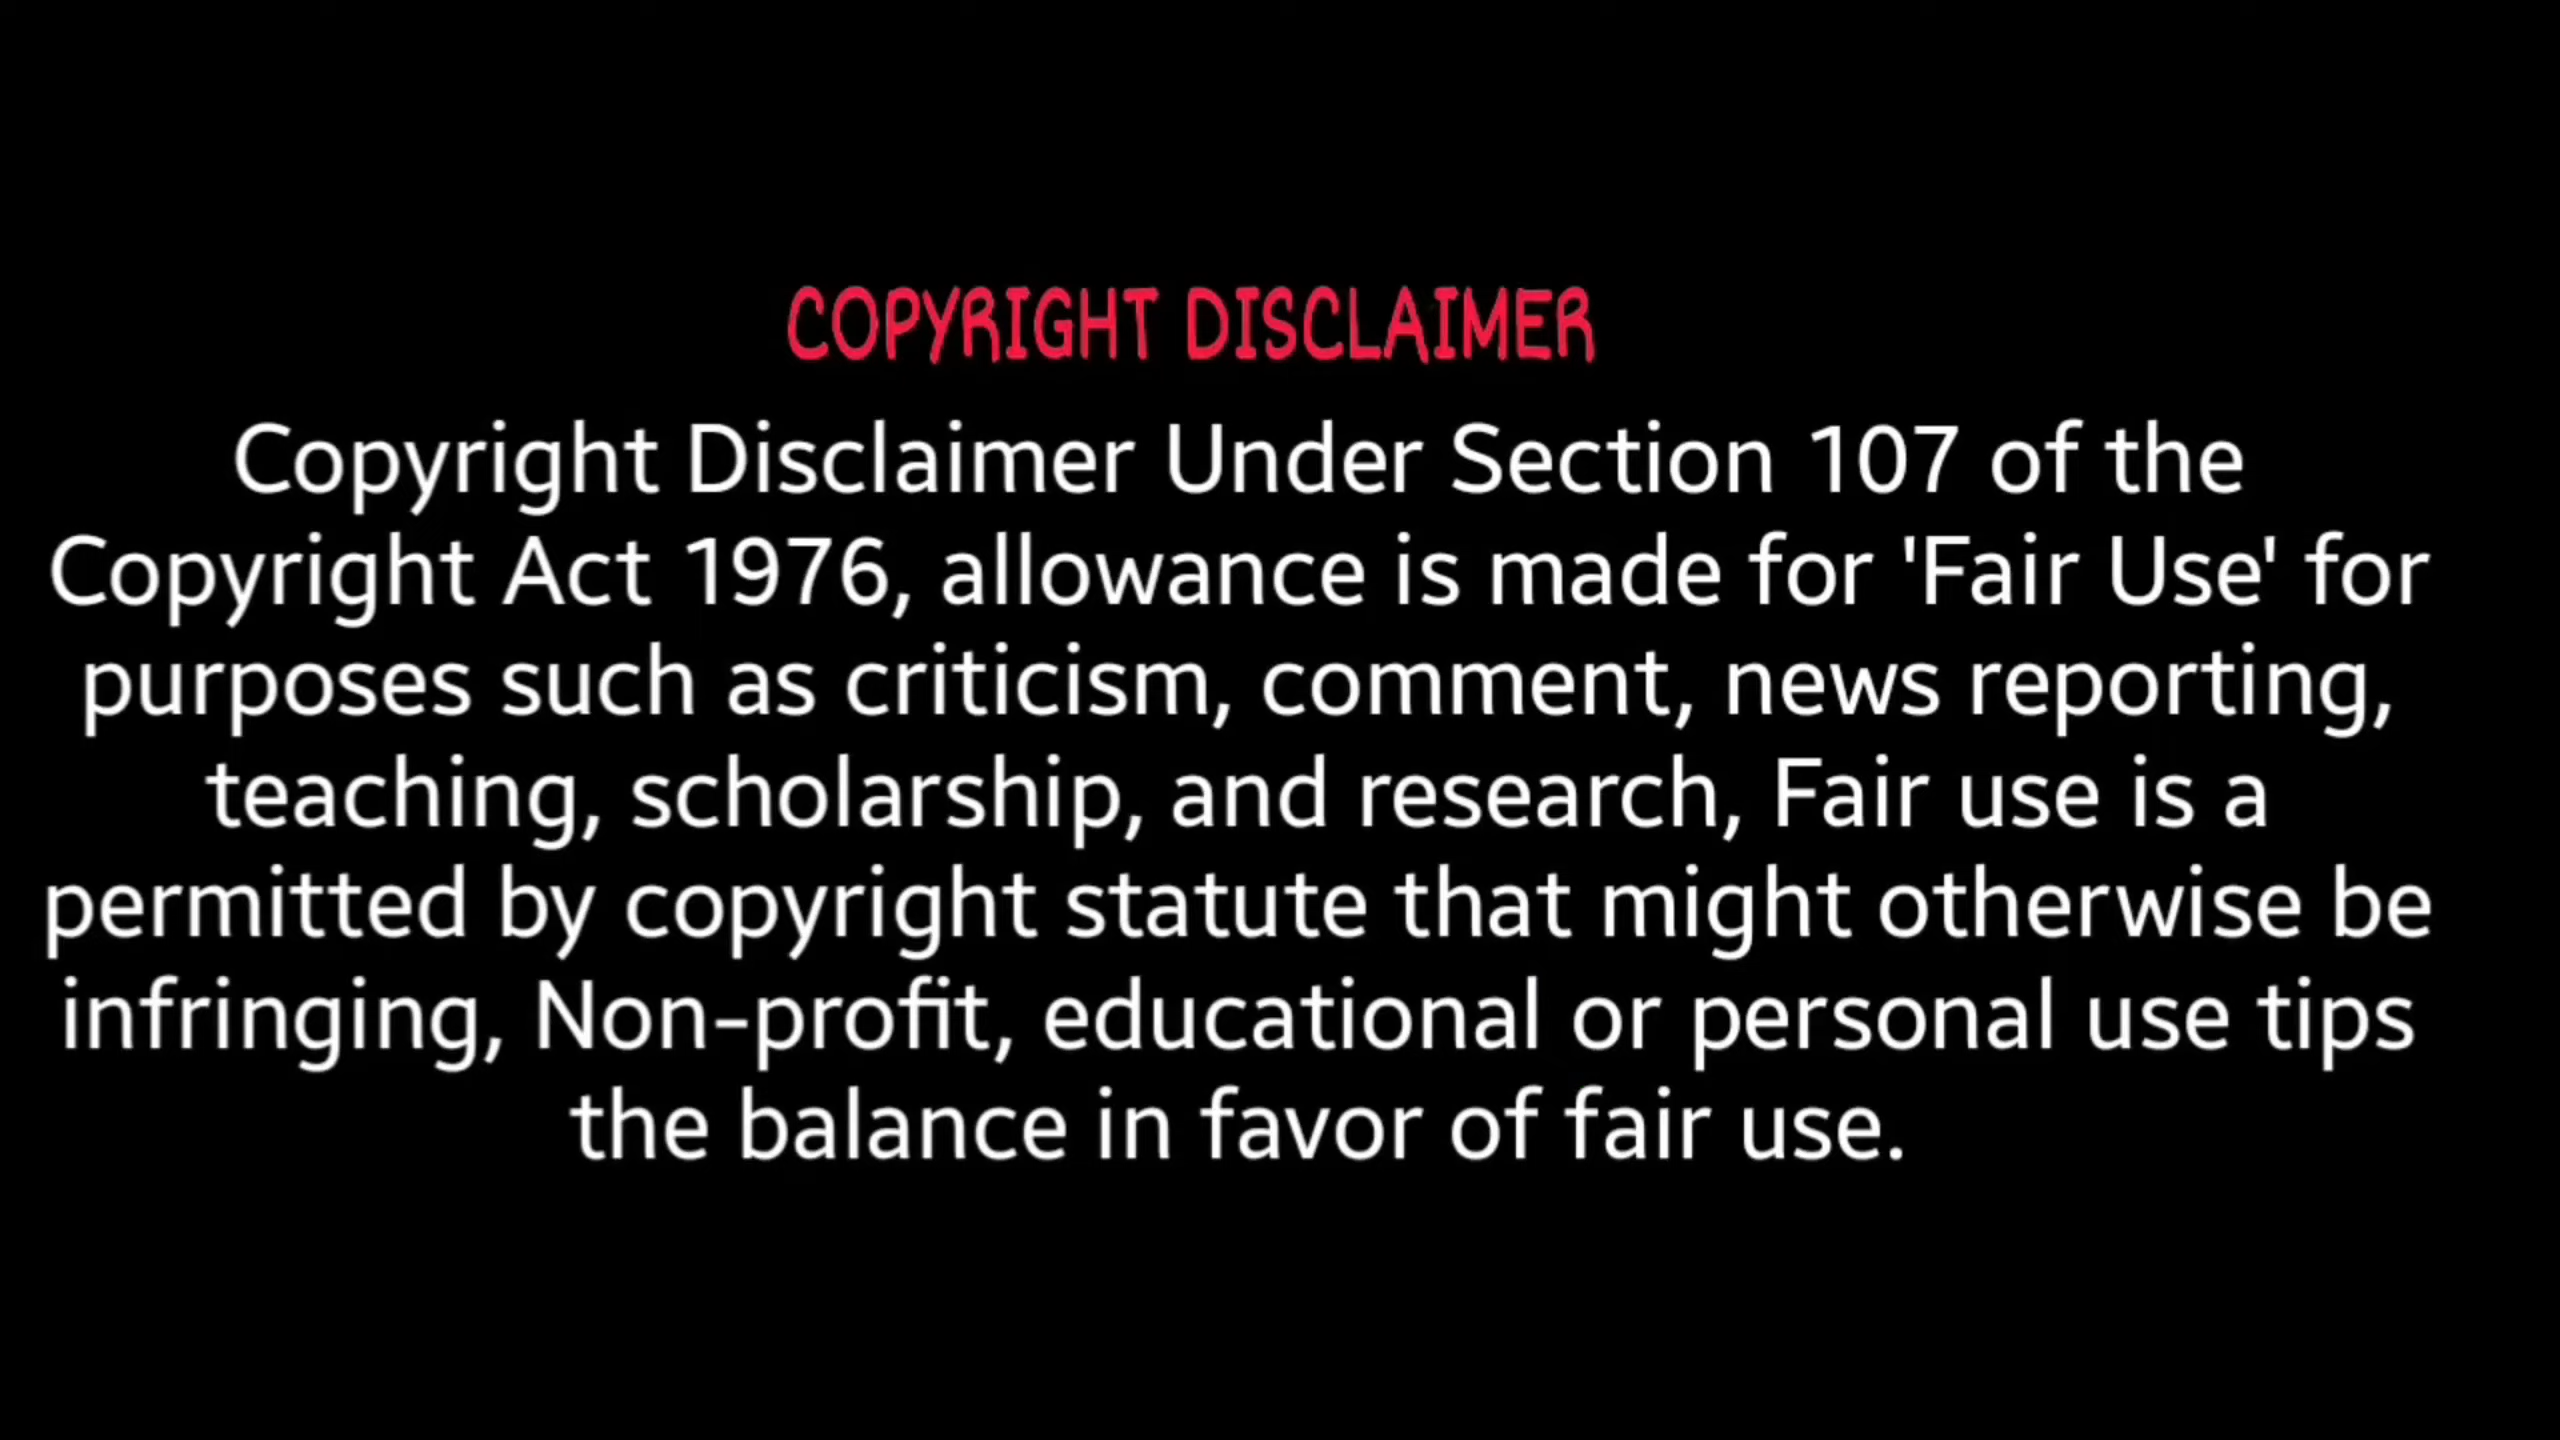 COPYRIGHT DISCLAIMER
Copyright Disclaimer Under Section 107 of the
Copyright Act 1976, allowance is made for 'Fair Use' for
purposes such as criticism, comment, news reporting,
teaching, scholarship, and research, Fair use is a
permitted by copyright statute that might otherwise be
infringing, Non-profit, educational or personal use tips
the balance in favor of fair use.